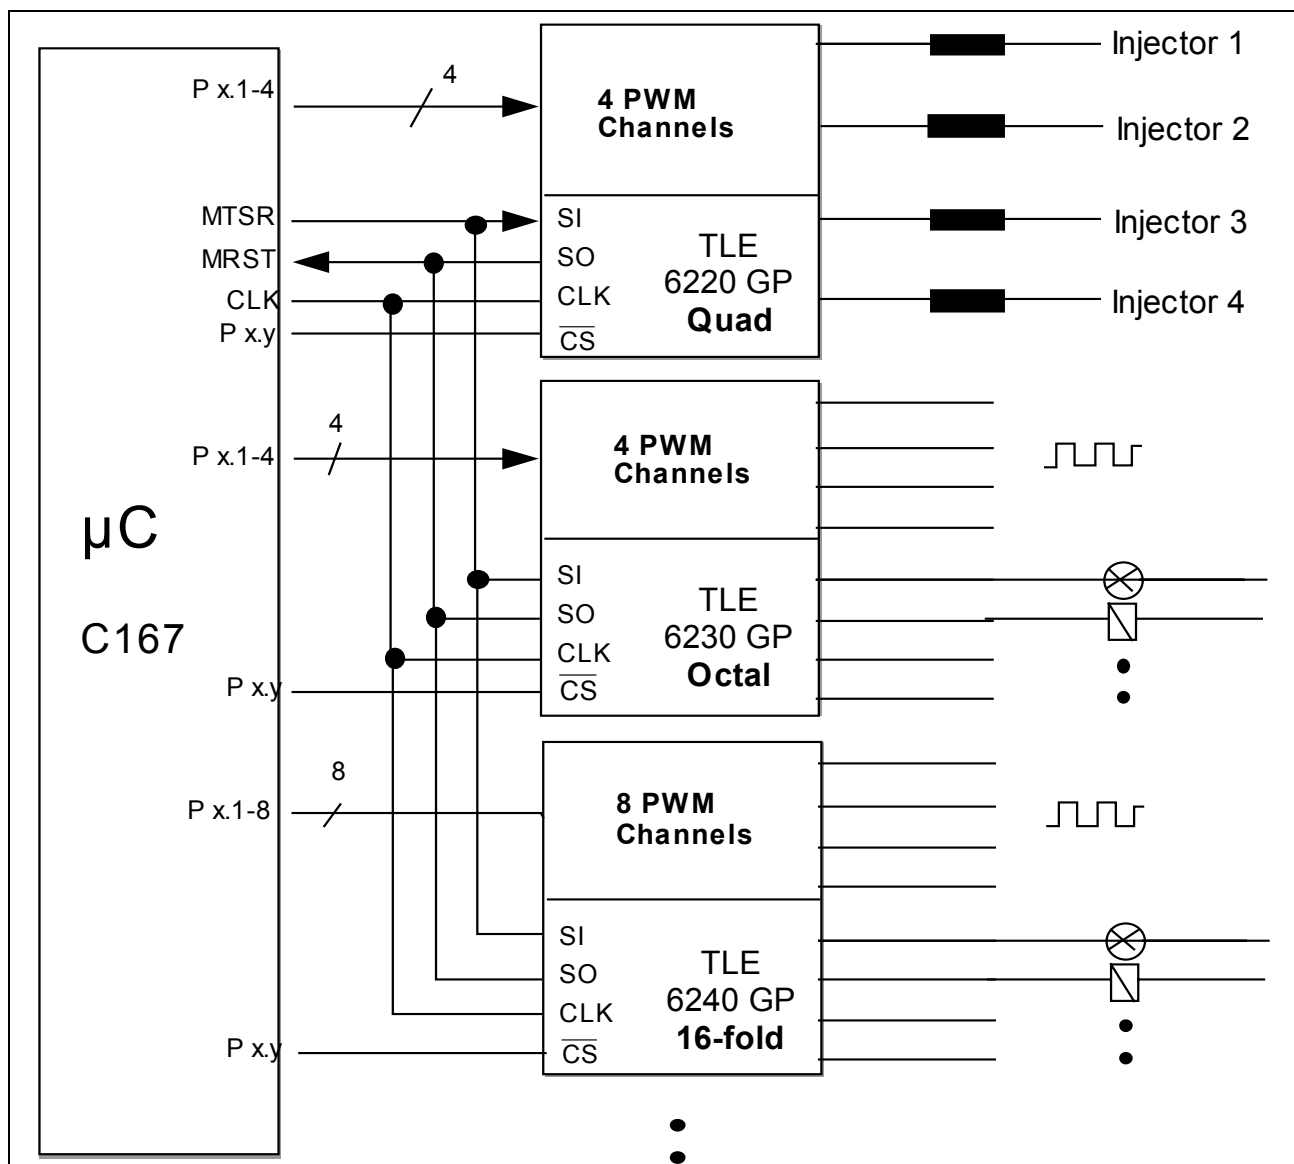 P x.1-4
4
4 PWM
Channels
Injector 1
Injector 2
MTSR
MRST
CLK
P x.y
SI
SO
CLK
CS
TLE
6220 GP
Quad
Injector 3
Injector 4
P x.1-4
4
4 PWM
Channels
µC
C167
SI
SO
CLK
CS
TLE
6230 GP
Octal
P x.y
P x.1-8
8
8 PWM
Channels
SI
SO
CLK
CS
TLE
6240 GP
16-fold
P x.y